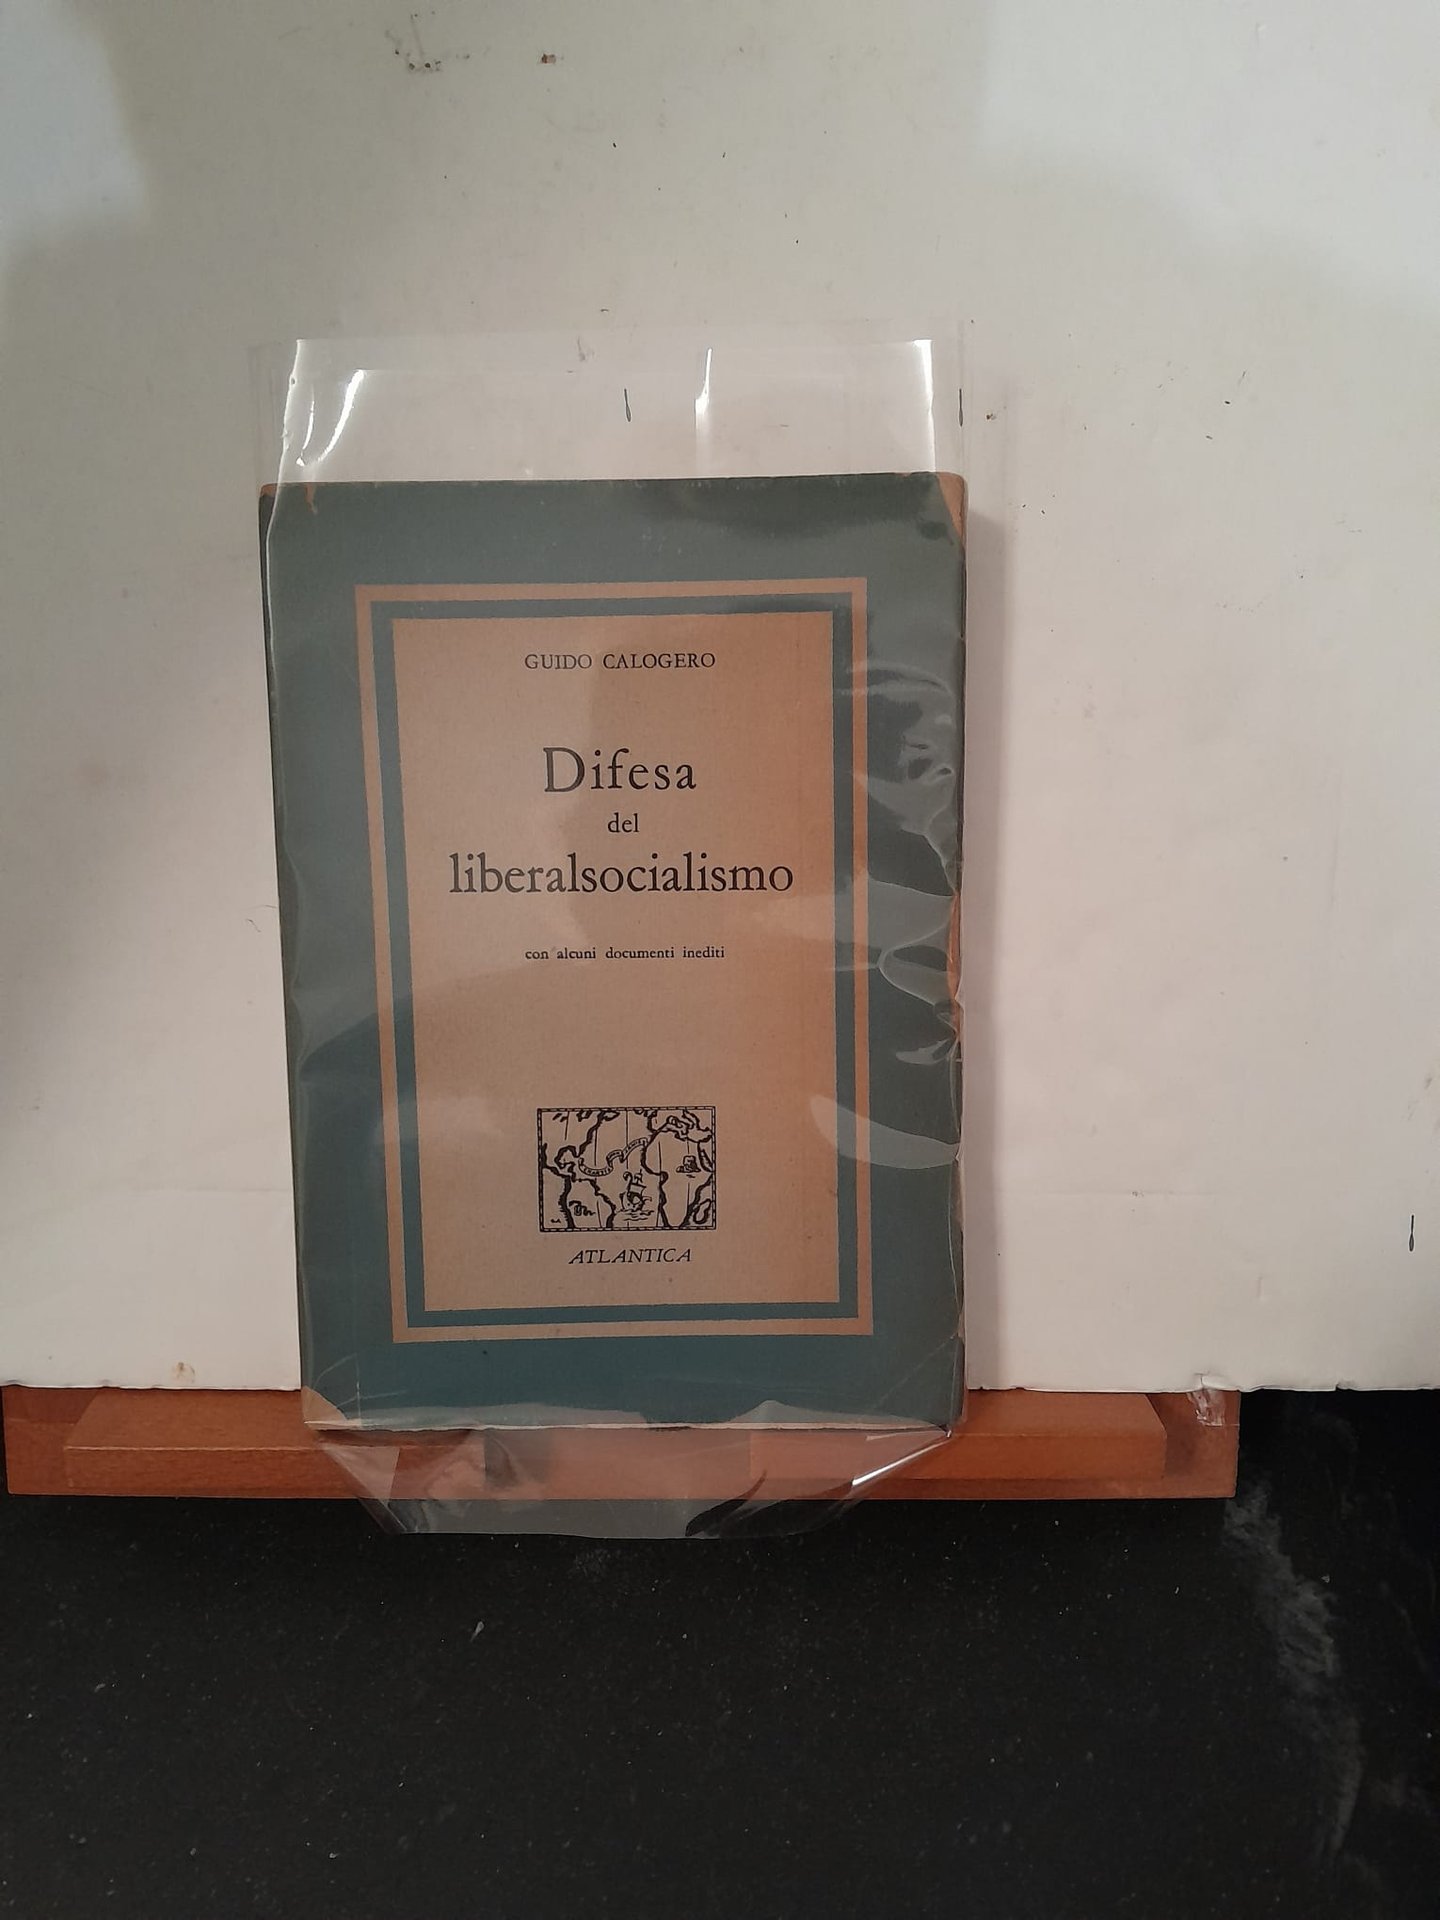 GUIDO CALOGERO
Difesa
del
liberalsocialismo
con alcuni documenti inediti
ATLANTICA